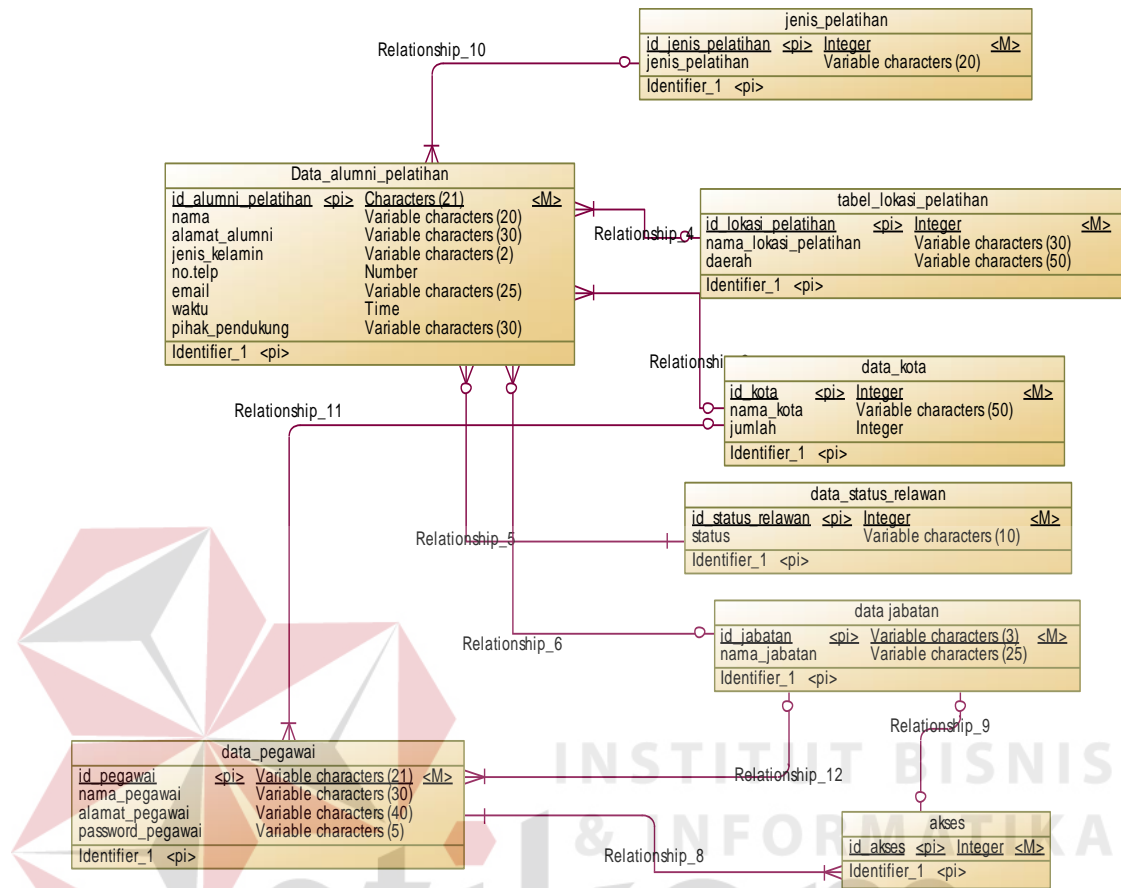 jenis_pelatihan
id_jenis_pelatihan <pi> Integer <M>
jenis_pelatihan Variable characters (20)
Identifier_1 <pi>
Relationship_10
Data_alumni_pelatihan
id_alumni_pelatihan <pi> Characters (21) <M>
nama Variable characters (20)
alamat_alumni Variable characters (30)
jenis_kelamin Variable characters (2)
no.telp Number
email Variable characters (25)
waktu Time
pihak_pendukung Variable characters (30)
Identifier_1 <pi>
Relationship_4
tabel_lokasi_pelatihan
id_lokasi_pelatihan <pi> Integer <M>
nama_lokasi_pelatihan Variable characters (30)
daerah Variable characters (50)
Identifier_1 <pi>
data_kota
id_kota <pi> Integer <M>
nama_kota Variable characters (50)
jumlah Integer
Identifier_1 <pi>
Relationship_11
data_status_relawan
id_status_relawan <pi> Integer <M>
status Variable characters (10)
Identifier_1 <pi>
Relationship_5
data jabatan
id_jabatan <pi> Variable characters (3) <M>
nama_jabatan Variable characters (25)
Identifier_1 <pi>
Relationship_6
Relationship_9
data_pegawai
id_pegawai <pi> Variable characters (21) <M>
nama_pegawai Variable characters (30)
alamat_pegawai Variable characters (40)
password_pegawai Variable characters (5)
Identifier_1 <pi>
Relationship_12
Relationship_8
akses
id_akses <pi> Integer <M>
Identifier_1 <pi>
INSTITUT BISNIS
& INFORMATIKA